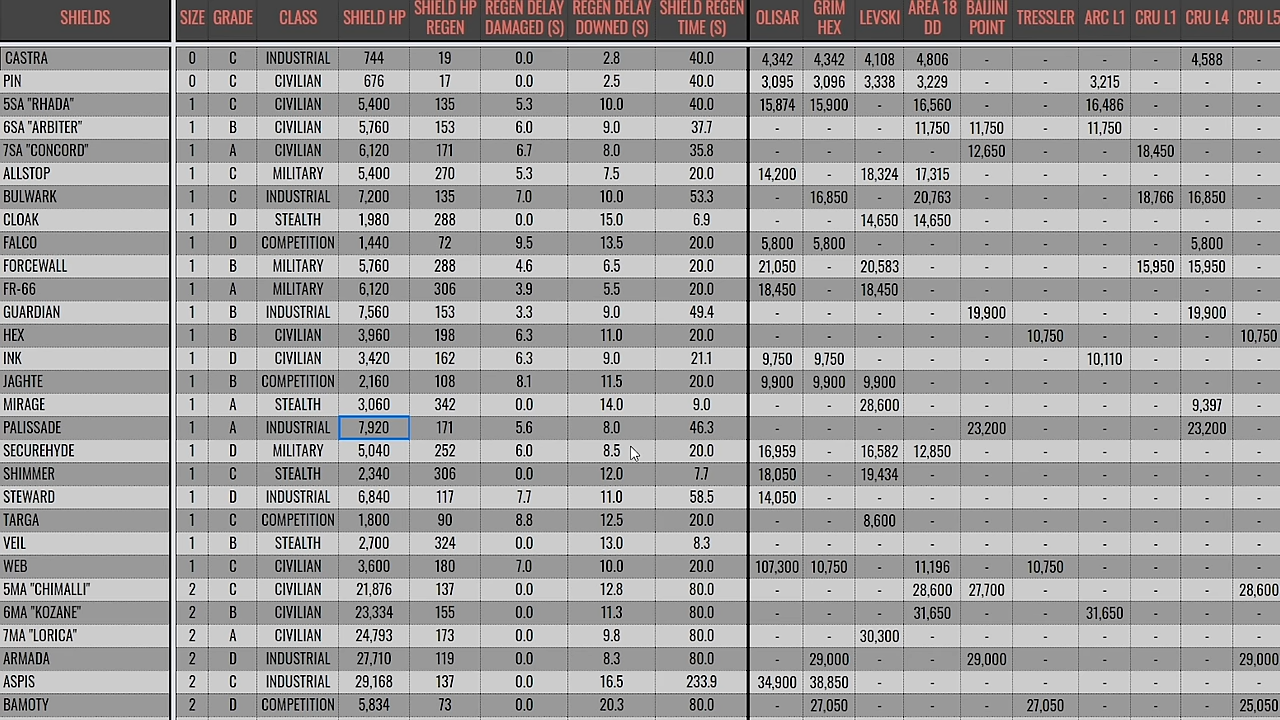 SHIELDS SIZE GRADE CLASS SHIELD HP SHIELD HP REGEN REGEN DELAY DAMAGED (S) REGEN DELAY DOWNED (S) SHIELD REGEN TIME (S) OLISAR GRIM HEX LEVSKI AREA 18 DD BAIJINI POINT TRESSLER ARC L1 CRU L1 CRU L4 CRU L5
CASTRA 0 C INDUSTRIAL 744 19 0.0 2.8 40.0 4,342 4,342 4,108 4,806 - - - - 4,588 -
PIN 0 C CIVILIAN 676 17 0.0 2.5 40.0 3,095 3,096 3,338 3,229 - - 3,215 - - -
5SA "RHADA" 1 C CIVILIAN 5,400 135 5.3 10.0 40.0 15,874 15,900 - 16,560 - - 16,486 - - -
6SA "ARBITER" 1 B CIVILIAN 5,760 153 6.0 9.0 37.7 - - - 11,750 11,750 - 11,750 - - -
7SA "CONCORD" 1 A CIVILIAN 6,120 171 6.7 8.0 35.8 - - - - 12,650 - - 18,450 - -
ALLSTOP 1 C MILITARY 5,400 270 5.3 7.5 20.0 14,200 - 18,324 17,315 - - - - - -
BULWARK 1 C INDUSTRIAL 7,200 135 7.0 10.0 53.3 - 16,850 - 20,763 - - - 18,766 16,850 -
CLOAK 1 D STEALTH 1,980 288 0.0 15.0 6.9 - - 14,650 14,650 - - - - - -
FALCO 1 D COMPETITION 1,440 72 9.5 13.5 20.0 5,800 5,800 - - - - - - 5,800 -
FORCEWALL 1 B MILITARY 5,760 288 4.6 6.5 20.0 21,050 - 20,583 - - - - 15,950 15,950 -
FR-66 1 A MILITARY 6,120 306 3.9 5.5 20.0 18,450 - 18,450 - - - - - - -
GUARDIAN 1 B INDUSTRIAL 7,560 153 3.3 9.0 49.4 - - - - 19,900 - - - 19,900 -
HEX 1 B CIVILIAN 3,960 198 6.3 11.0 20.0 - - - - - 10,750 - - - 10,750
INK 1 D CIVILIAN 3,420 162 6.3 9.0 21.1 9,750 9,750 - - - - 10,110 - - -
JAGHTE 1 B COMPETITION 2,160 108 8.1 11.5 20.0 9,900 9,900 9,900 - - - - - - -
MIRAGE 1 A STEALTH 3,060 342 0.0 14.0 9.0 - - 28,600 - - - - - 9,397 -
PALISSADE 1 A INDUSTRIAL 7,920 171 5.6 8.0 46.3 - - - - 23,200 - - - 23,200 -
SECUREHYDE 1 D MILITARY 5,040 252 6.0 8.5 20.0 16,959 - 16,582 12,850 - - - - - -
SHIMMER 1 C STEALTH 2,340 306 0.0 12.0 7.7 18,050 - 19,434 - - - - - - -
STEWARD 1 D INDUSTRIAL 6,840 117 7.7 11.0 58.5 14,050 - - - - - - - - -
TARGA 1 C COMPETITION 1,800 90 8.8 12.5 20.0 - - 8,600 - - - - - - -
VEIL 1 B STEALTH 2,700 324 0.0 13.0 8.3 - - - - - - - - - -
WEB 1 C CIVILIAN 3,600 180 7.0 10.0 20.0 107,300 10,750 - 11,196 - 10,750 - - - -
5MA "CHIMALLI" 2 C CIVILIAN 21,876 137 0.0 12.8 80.0 - - - 28,600 27,700 - - - - 28,600
6MA "KOZANE" 2 B CIVILIAN 23,334 155 0.0 11.3 80.0 - - - 31,650 - - 31,650 - - -
7MA "LORICA" 2 A CIVILIAN 24,793 173 0.0 9.8 80.0 - - 30,300 - - - - - - -
ARMADA 2 D INDUSTRIAL 27,710 119 0.0 8.3 80.0 - 29,000 - - 29,000 - - - - 29,000
ASPIS 2 C INDUSTRIAL 29,168 137 0.0 16.5 233.9 34,900 38,850 - - - - - - - -
BAMOTY 2 D COMPETITION 5,834 73 0.0 20.3 80.0 - 27,050 - - - 27,050 - - - 25,050